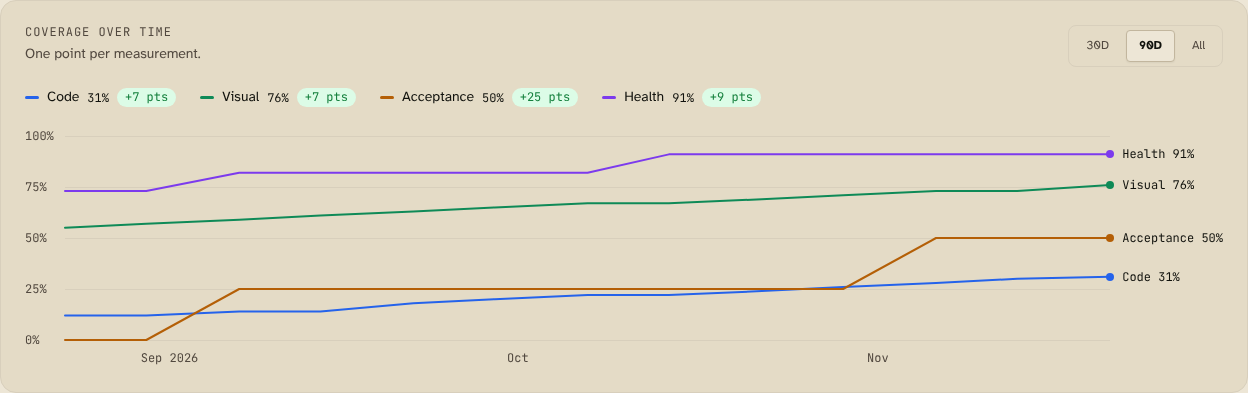 COVERAGE OVER TIME
One point per measurement.
30D 90D All
Code 31% +7 pts Visual 76% +7 pts Acceptance 50% +25 pts Health 91% +9 pts
100%
75%
50%
25%
0%
Health 91%
Visual 76%
Acceptance 50%
Code 31%
Sep 2026 Oct Nov